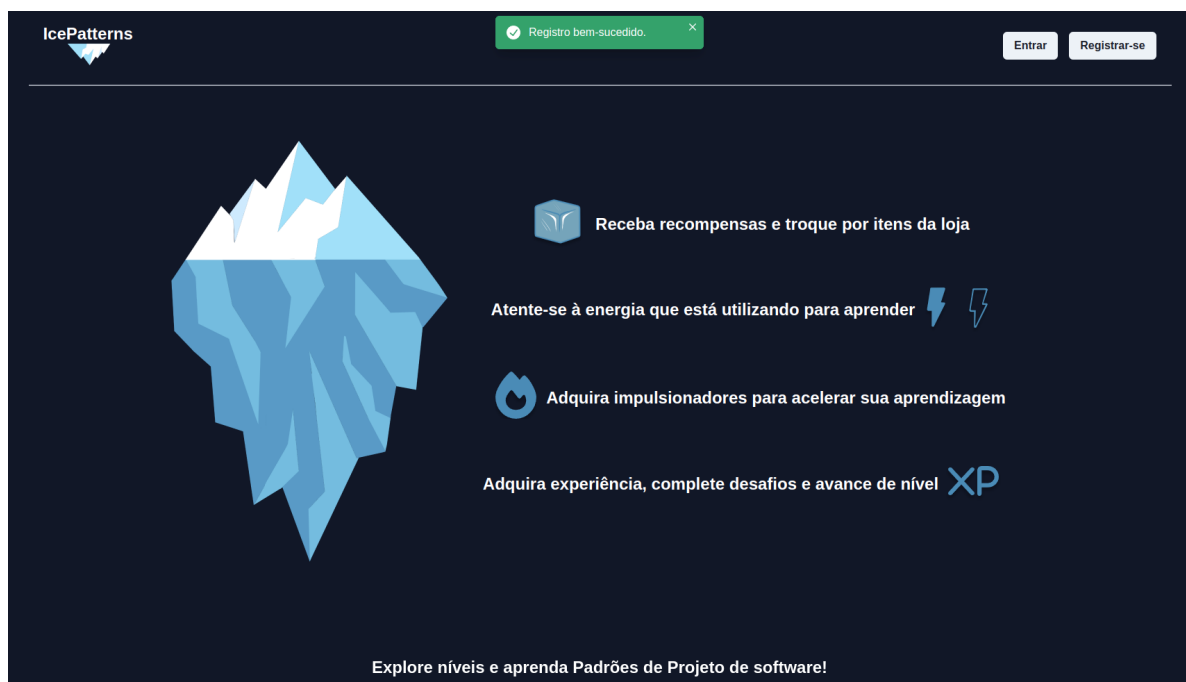 IcePatterns
Registro bem-sucedido.
Entrar
Registrar-se
Receba recompensas e troque por itens da loja
Atente-se à energia que está utilizando para aprender
Adquira impulsionadores para acelerar sua aprendizagem
Adquira experiência, complete desafios e avance de nível XP
Explore níveis e aprenda Padrões de Projeto de software!